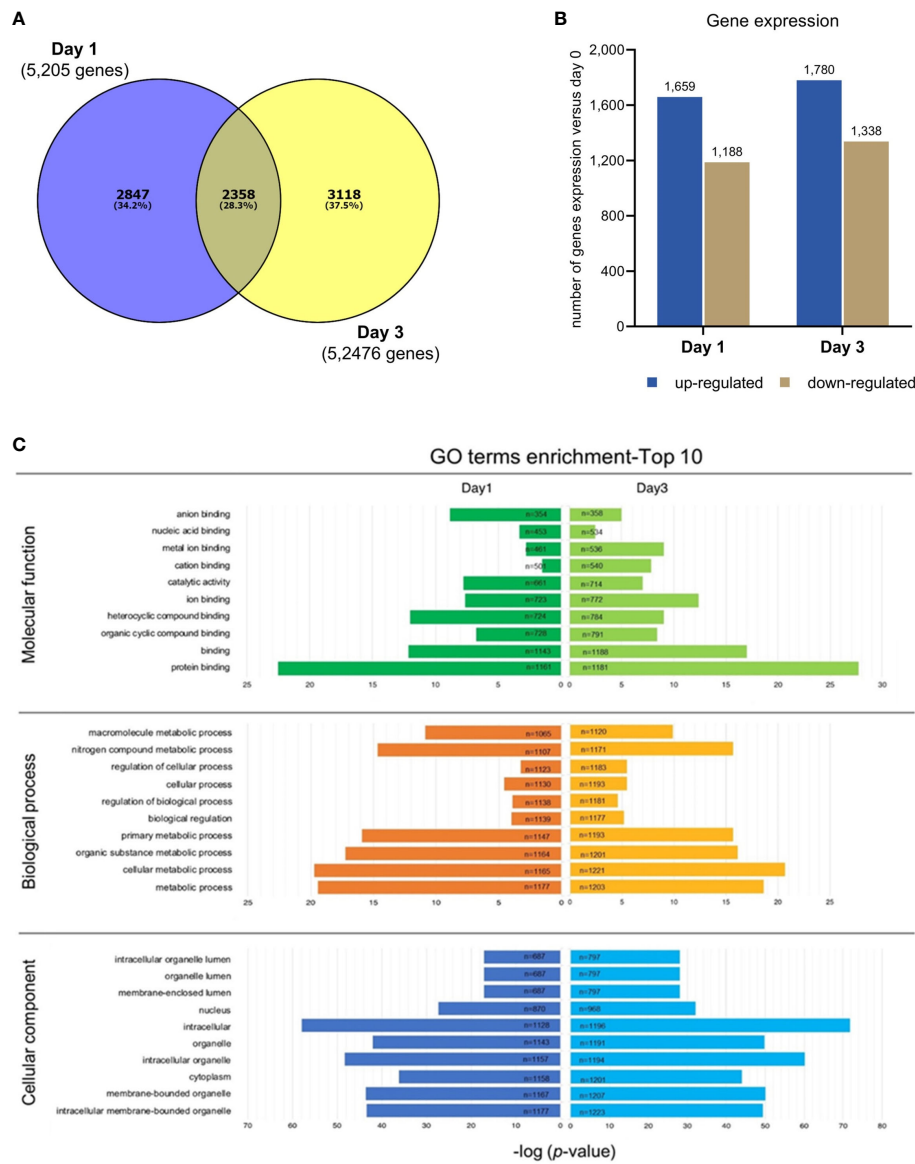 A
Day 1
(5,205 genes)
2847
(34.2%)
2358
(28.3%)
3118
(37.5%)
Day 3
(5,2476 genes)
B
Gene expression
number of genes expression versus day 0
2,000
1,600
1,200
800
400
0
1,659
1,188
1,780
1,338
Day 1
Day 3
up-regulated
down-regulated
C
GO terms enrichment-Top 10
Day1
Day3
Molecular function
anion binding n=354 n=358
nucleic acid binding n=453 n=534
metal ion binding n=461 n=536
cation binding n=501 n=540
catalytic activity n=661 n=714
ion binding n=723 n=772
heterocyclic compound binding n=724 n=784
organic cyclic compound binding n=728 n=791
binding n=1143 n=1188
protein binding n=1161 n=1181
25 20 15 10 5 0 0 5 10 15 20 25 30
Biological process
macromolecule metabolic process n=1065 n=1120
nitrogen compound metabolic process n=1107 n=1171
regulation of cellular process n=1123 n=1183
cellular process n=1130 n=1193
regulation of biological process n=1138 n=1181
biological regulation n=1139 n=1177
primary metabolic process n=1147 n=1193
organic substance metabolic process n=1164 n=1201
cellular metabolic process n=1165 n=1221
metabolic process n=1177 n=1203
25 20 15 10 5 0 0 5 10 15 20 25
Cellular component
intracellular organelle lumen n=687 n=797
organelle lumen n=687 n=797
membrane-enclosed lumen n=687 n=797
nucleus n=870 n=968
intracellular n=1128 n=1196
organelle n=1143 n=1191
intracellular organelle n=1157 n=1194
cytoplasm n=1158 n=1201
membrane-bounded organelle n=1167 n=1207
intracellular membrane-bounded organelle n=1177 n=1223
70 60 50 40 30 20 10 0 0 10 20 30 40 50 60 70 80
-log (p-value)